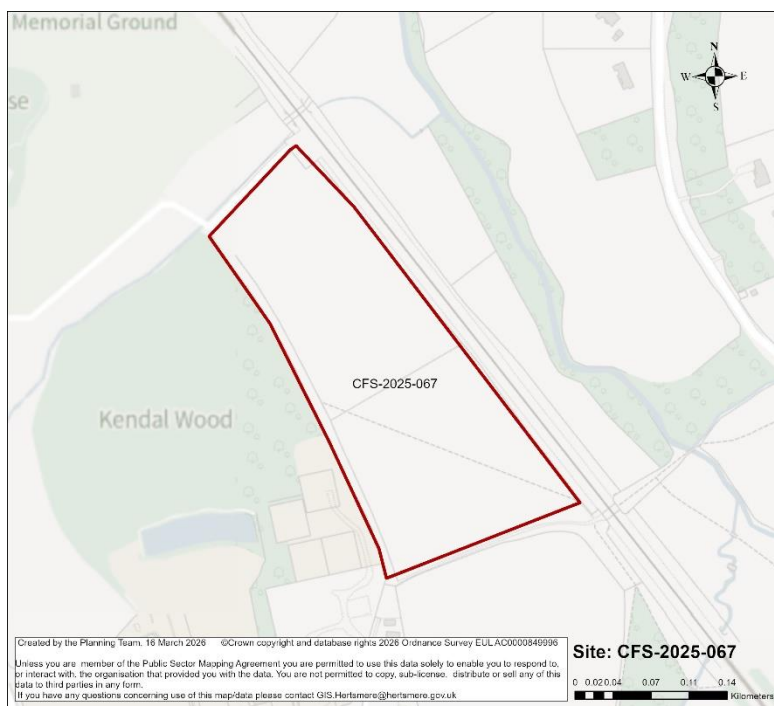 Memorial Ground
se
N
W E
S
CFS-2025-067
Kendal Wood
Created by the Planning Team, 16 March 2026 ©Crown copyright and database rights 2026 Ordnance Survey EUL AC0000849996
Unless you are member of the Public Sector Mapping Agreement you are permitted to use this data solely to enable you to respond to,
or interact with, the organisation that provided you with the data. You are not permitted to copy, sub-license, distribute or sell any of this
data to third parties in any form.
If you have any questions concerning use of this map/data please contact GIS.Hertsmere@hertsmere.gov.uk
Site: CFS-2025-067
0 0.02 0.04 0.07 0.11 0.14
Kilometers